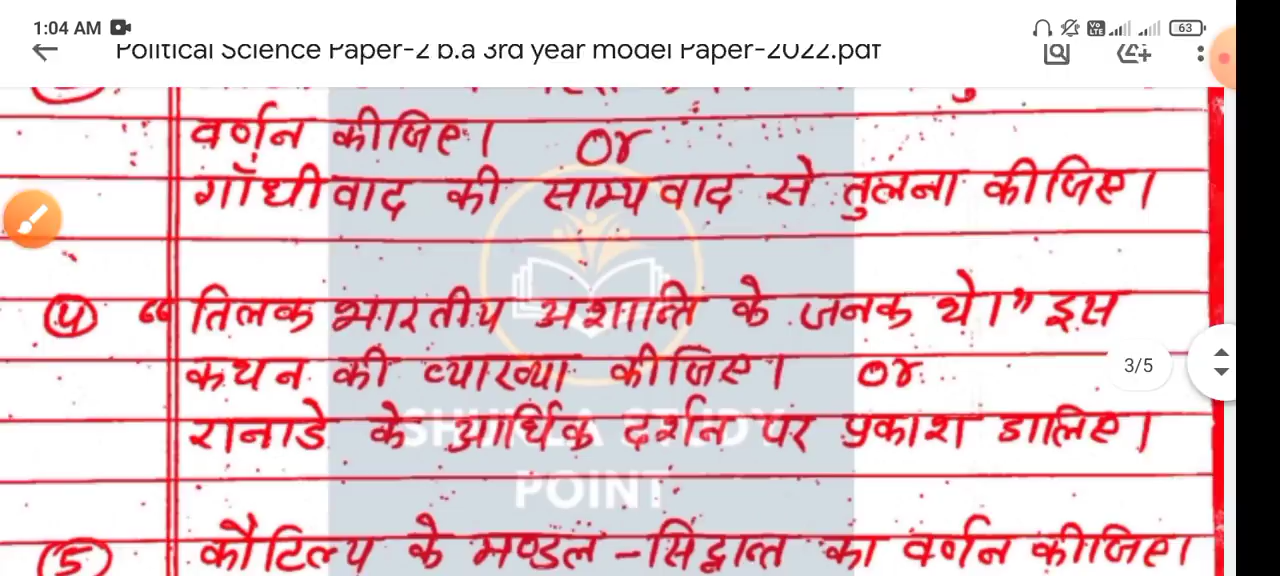 1:04 AM
63
Political Science Paper-2 b.a 3rd year model Paper-2022.pdf
वर्णन कीजिए। or
गाँधीवाद की साम्यवाद से तुलना कीजिए।
(4) “तिलक भारतीय अशान्ति के जनक थे।” इस
कथन की व्याख्या कीजिए। or
3/5
रानाडे के आर्थिक दर्शन पर प्रकाश डालिए।
SHUKLA STUDY
POINT
(5) कौटिल्य के मण्डल-सिद्वान्त का वर्णन कीजिए।